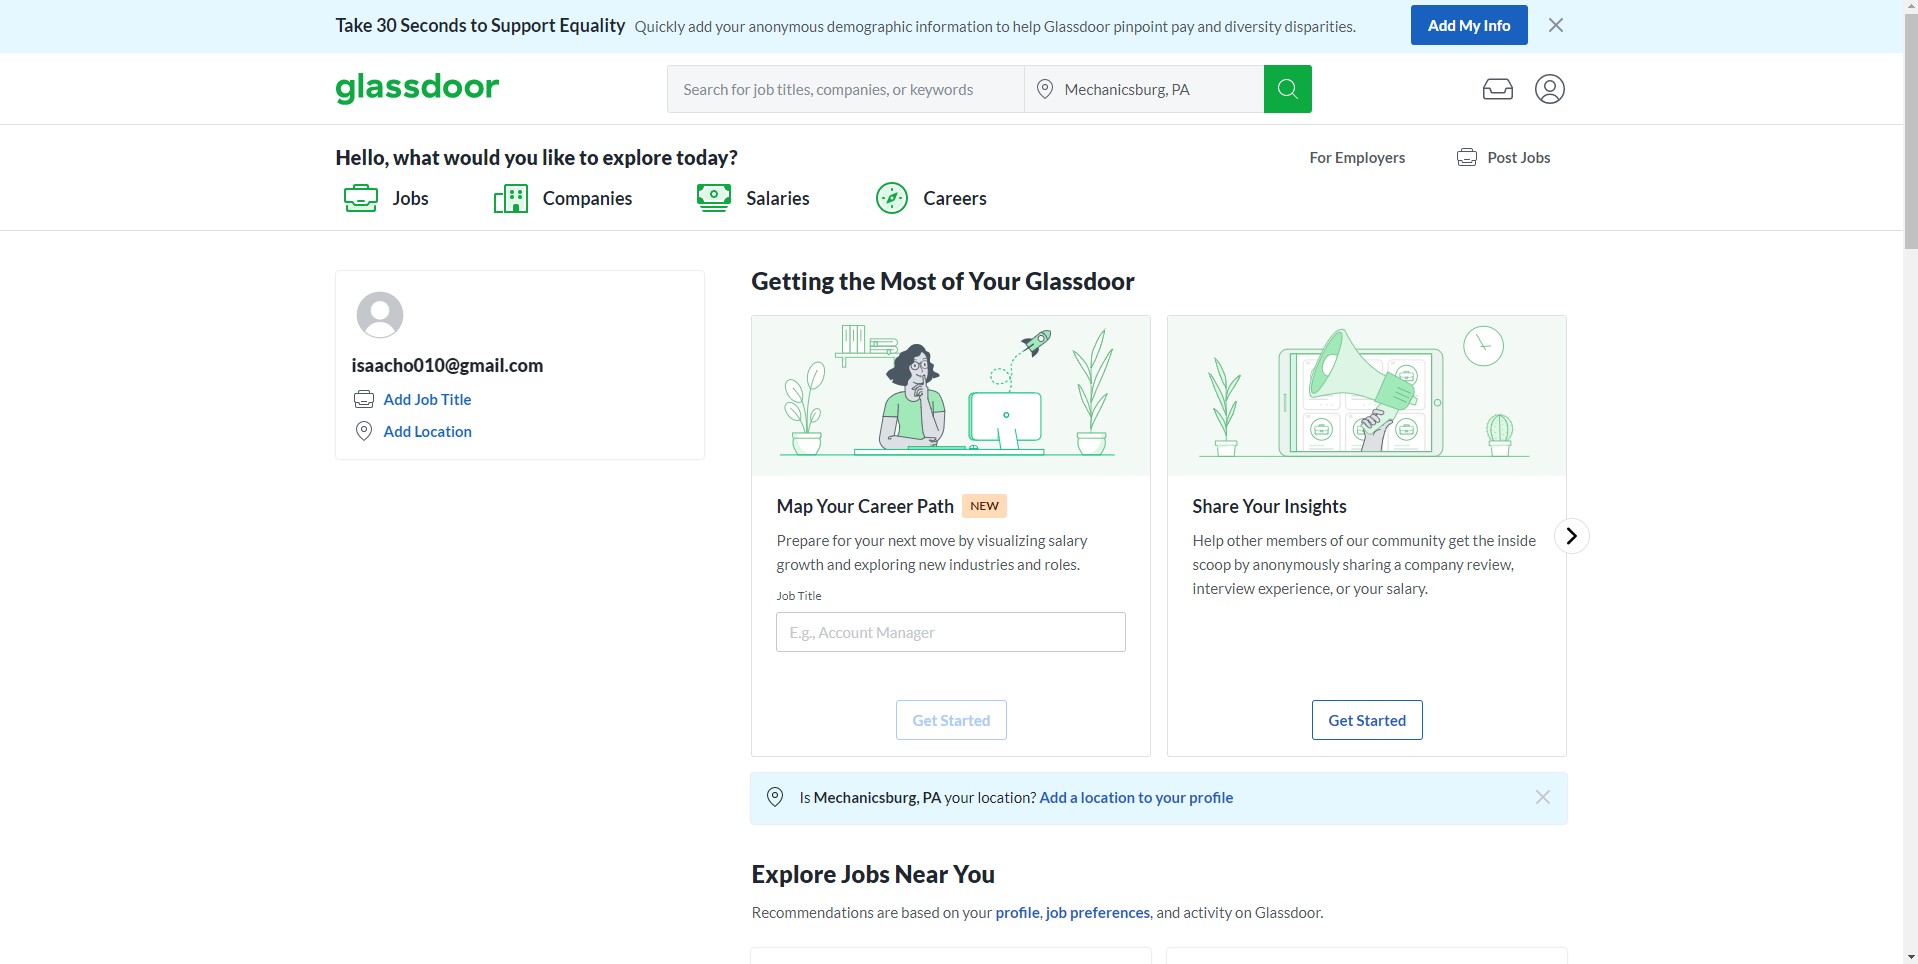 Take 30 Seconds to Support Equality Quickly add your anonymous demographic information to help Glassdoor pinpoint pay and diversity disparities. Add My Info
glassdoor
Search for job titles, companies, or keywords
Mechanicsburg, PA
Hello, what would you like to explore today?
For Employers
Post Jobs
Jobs
Companies
Salaries
Careers
isaacho010@gmail.com
Add Job Title
Add Location
Getting the Most of Your Glassdoor
Map Your Career Path NEW
Prepare for your next move by visualizing salary
growth and exploring new industries and roles.
Job Title
E.g., Account Manager
Get Started
Share Your Insights
Help other members of our community get the inside
scoop by anonymously sharing a company review,
interview experience, or your salary.
Get Started
Is Mechanicsburg, PA your location? Add a location to your profile
Explore Jobs Near You
Recommendations are based on your profile, job preferences, and activity on Glassdoor.